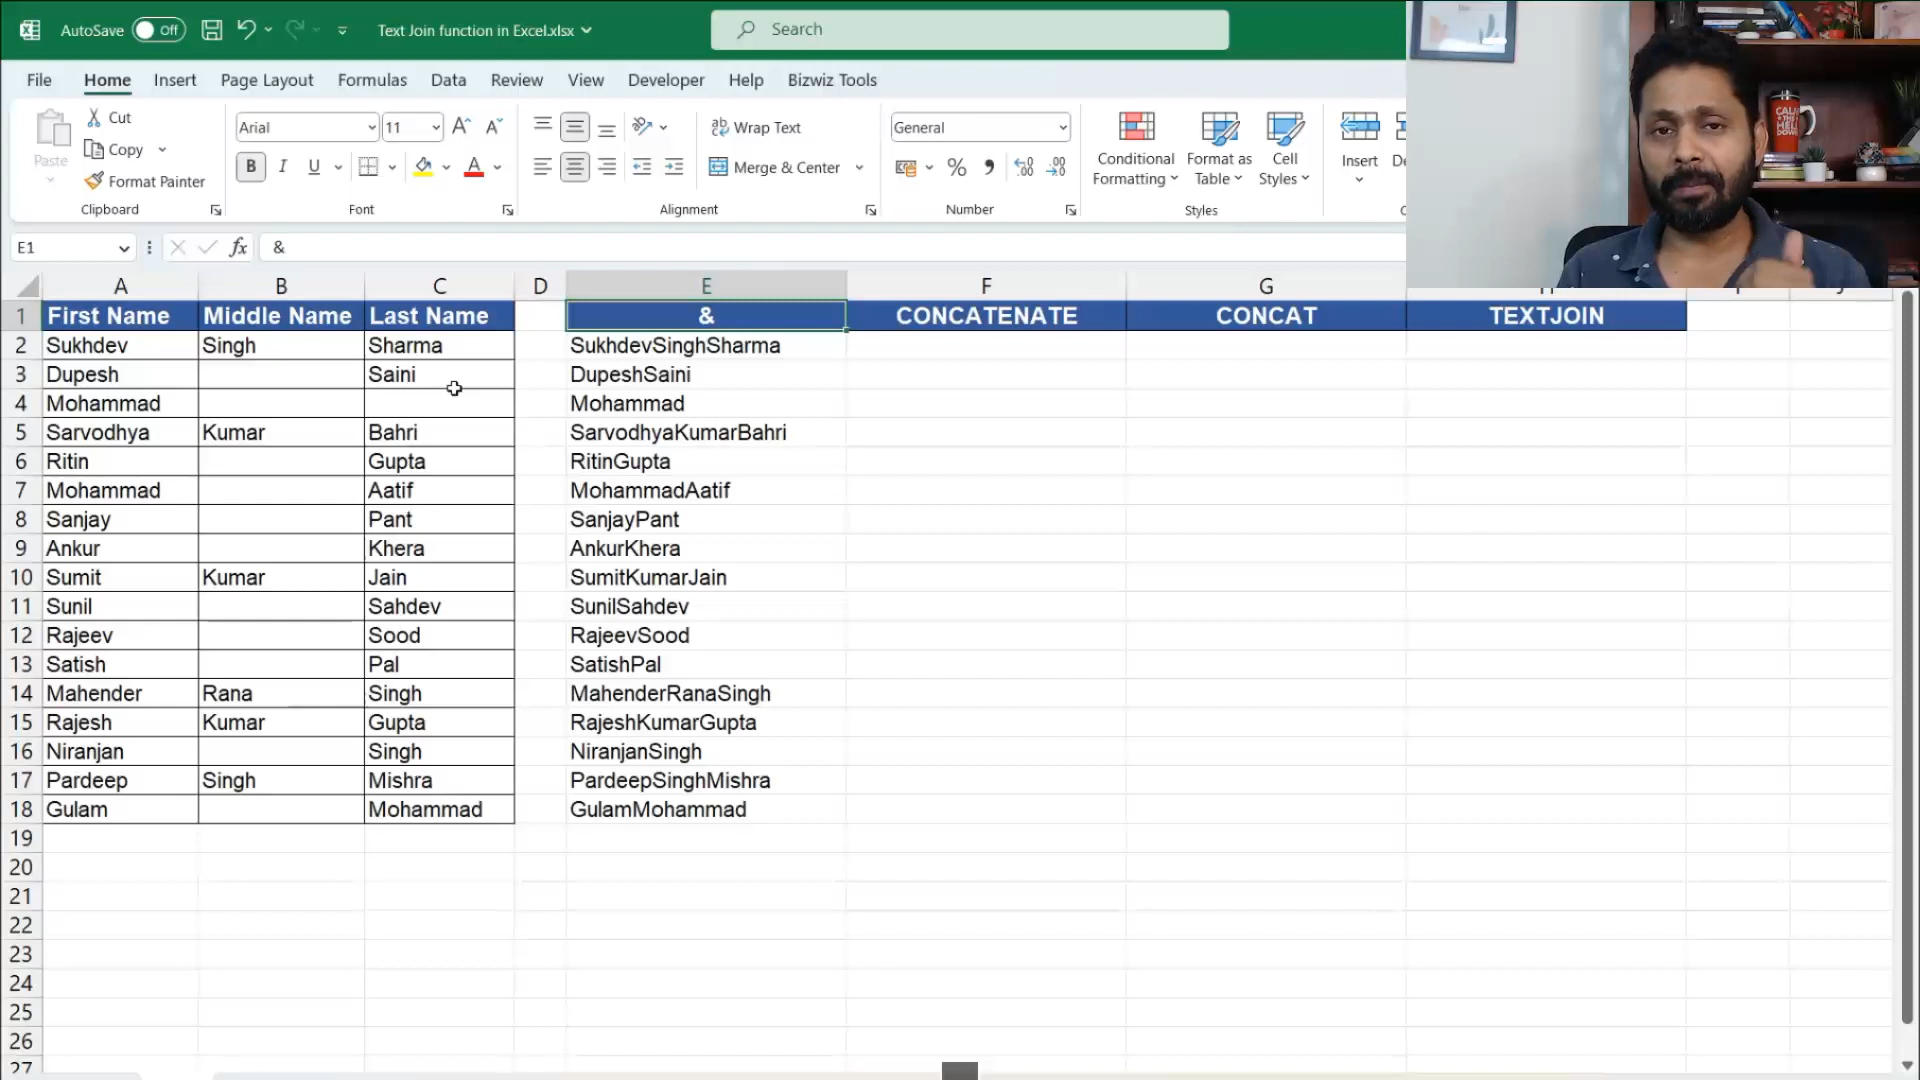 AutoSave Off Text Join function in Excel.xlsx Search
File Home Insert Page Layout Formulas Data Review View Developer Help Bizwiz Tools
Paste Cut Copy Format Painter Clipboard
Arial 11 B I U A Font
ab Wrap Text Merge & Center Alignment
General % Number
Conditional Formatting Format as Table Cell Styles Styles
Insert
CALM THE HELL DOWN
E1 fx &
A B C D E F G
1 First Name Middle Name Last Name & CONCATENATE CONCAT TEXTJOIN
2 Sukhdev Singh Sharma SukhdevSinghSharma
3 Dupesh Saini DupeshSaini
4 Mohammad Mohammad
5 Sarvodhya Kumar Bahri SarvodhyaKumarBahri
6 Ritin Gupta RitinGupta
7 Mohammad Aatif MohammadAatif
8 Sanjay Pant SanjayPant
9 Ankur Khera AnkurKhera
10 Sumit Kumar Jain SumitKumarJain
11 Sunil Sahdev SunilSahdev
12 Rajeev Sood RajeevSood
13 Satish Pal SatishPal
14 Mahender Rana Singh MahenderRanaSingh
15 Rajesh Kumar Gupta RajeshKumarGupta
16 Niranjan Singh NiranjanSingh
17 Pardeep Singh Mishra PardeepSinghMishra
18 Gulam Mohammad GulamMohammad
19
20
21
22
23
24
25
26
27